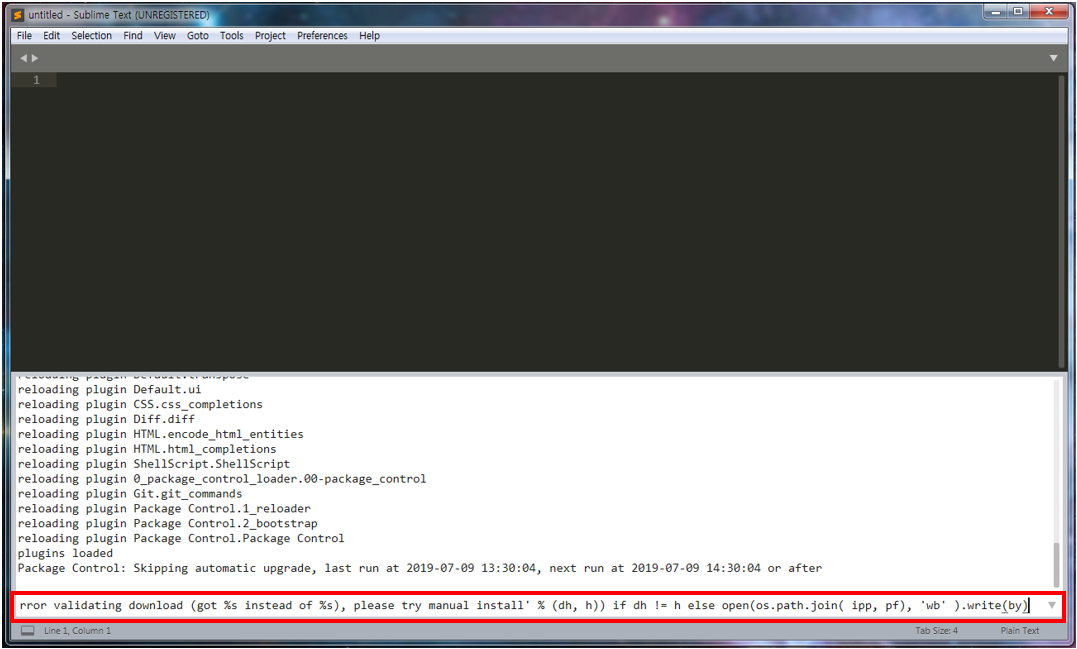 untitled - Sublime Text (UNREGISTERED)
File Edit Selection Find View Goto Tools Project Preferences Help
1
reloading plugin Default.transpose
reloading plugin Default.ui
reloading plugin CSS.css_completions
reloading plugin Diff.diff
reloading plugin HTML.encode_html_entities
reloading plugin HTML.html_completions
reloading plugin ShellScript.ShellScript
reloading plugin 0_package_control_loader.00-package_control
reloading plugin Git.git_commands
reloading plugin Package Control.1_reloader
reloading plugin Package Control.2_bootstrap
reloading plugin Package Control.Package Control
plugins loaded
Package Control: Skipping automatic upgrade, last run at 2019-07-09 13:30:04, next run at 2019-07-09 14:30:04 or after
rror validating download (got %s instead of %s), please try manual install' % (dh, h)) if dh != h else open(os.path.join( ipp, pf), 'wb' ).write(by)
Line 1, Column 1 Tab Size: 4 Plain Text